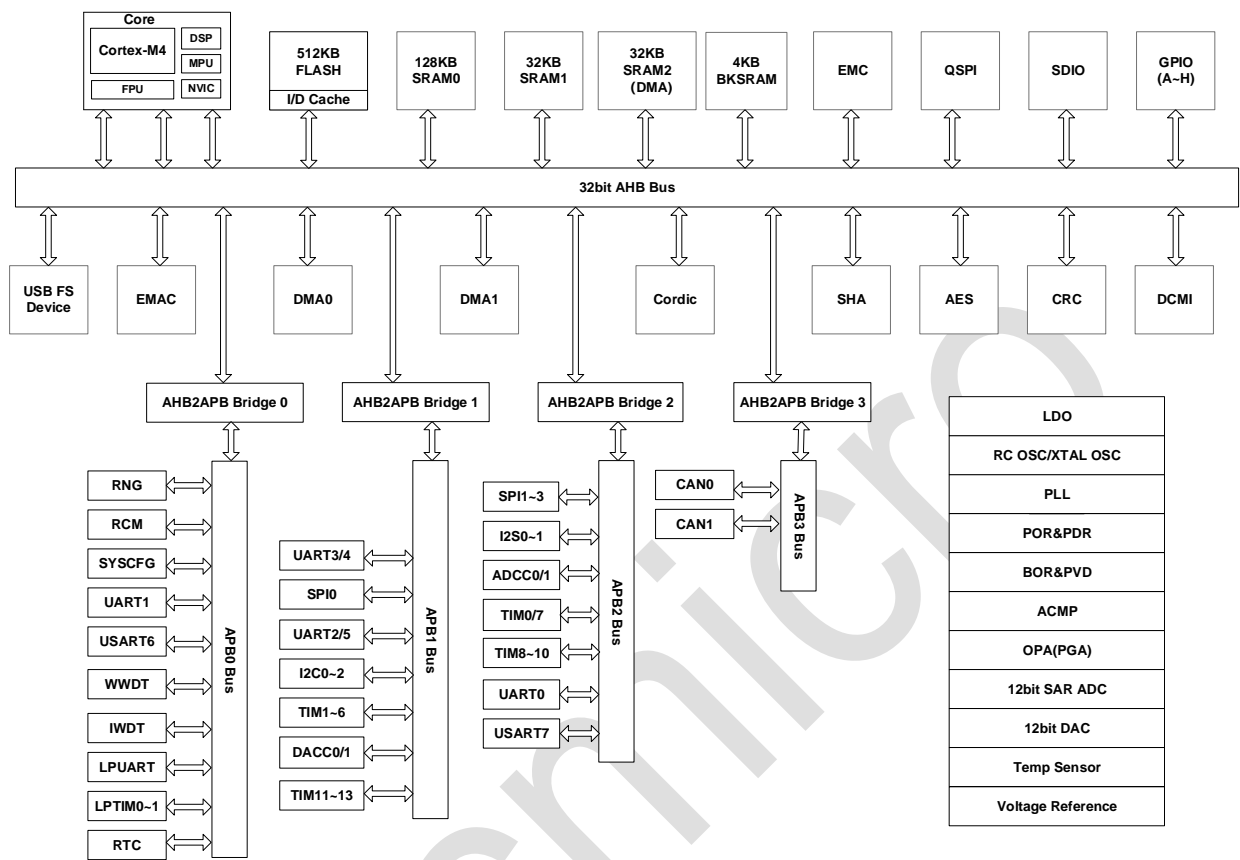 Core
Cortex-M4
DSP
MPU
FPU
NVIC
512KB
FLASH
I/D Cache
128KB
SRAM0
32KB
SRAM1
32KB
SRAM2
(DMA)
4KB
BKSRAM
EMC
QSPI
SDIO
GPIO
(A~H)
32bit AHB Bus
USB FS
Device
EMAC
DMA0
DMA1
Cordic
SHA
AES
CRC
DCMI
AHB2APB Bridge 0
AHB2APB Bridge 1
AHB2APB Bridge 2
AHB2APB Bridge 3
RNG
RCM
SYSCFG
UART1
USART6
WWDT
IWDT
LPUART
LPTIM0~1
RTC
APB0 Bus
UART3/4
SPI0
UART2/5
I2C0~2
TIM1~6
DACC0/1
TIM11~13
APB1 Bus
SPI1~3
I2S0~1
ADCC0/1
TIM0/7
TIM8~10
UART0
USART7
APB2 Bus
CAN0
CAN1
APB3 Bus
LDO
RC OSC/XTAL OSC
PLL
POR&PDR
BOR&PVD
ACMP
OPA(PGA)
12bit SAR ADC
12bit DAC
Temp Sensor
Voltage Reference
smicro